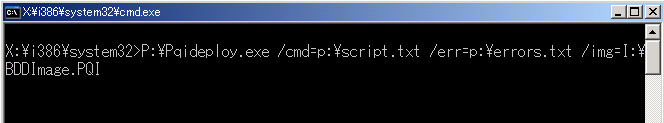 X:¥i386¥system32¥cmd.exe
X:¥i386¥system32>P:¥Pqideploy.exe /cmd=p:¥script.txt /err=p:¥errors.txt /img=I:¥
BDDImage.PQI